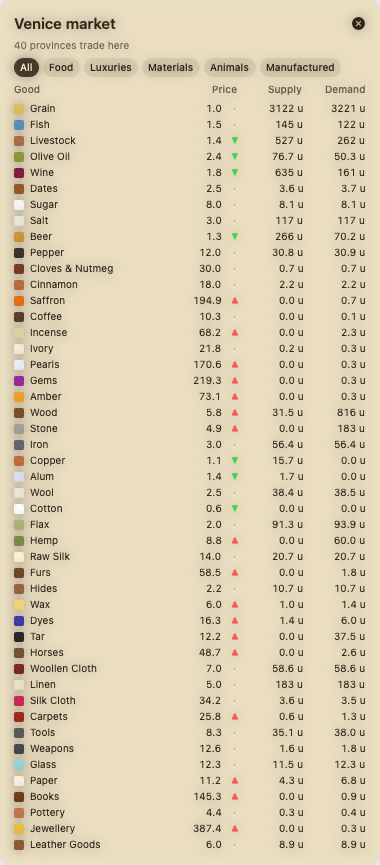 Venice market
40 provinces trade here
All Food Luxuries Materials Animals Manufactured
Good Price Supply Demand
Grain 1.0 · 3122 u 3221 u
Fish 1.5 · 145 u 122 u
Livestock 1.4 ▼ 527 u 262 u
Olive Oil 2.4 ▼ 76.7 u 50.3 u
Wine 1.8 ▼ 635 u 161 u
Dates 2.5 · 3.6 u 3.7 u
Sugar 8.0 · 8.1 u 8.1 u
Salt 3.0 · 117 u 117 u
Beer 1.3 ▼ 266 u 70.2 u
Pepper 12.0 · 30.8 u 30.9 u
Cloves & Nutmeg 30.0 · 0.7 u 0.7 u
Cinnamon 18.0 · 2.2 u 2.2 u
Saffron 194.9 ▲ 0.0 u 0.7 u
Coffee 10.3 · 0.0 u 0.1 u
Incense 68.2 ▲ 0.0 u 2.3 u
Ivory 21.8 · 0.2 u 0.3 u
Pearls 170.6 ▲ 0.0 u 0.3 u
Gems 219.3 ▲ 0.0 u 0.3 u
Amber 73.1 ▲ 0.0 u 0.3 u
Wood 5.8 ▲ 31.5 u 816 u
Stone 4.9 ▲ 0.0 u 183 u
Iron 3.0 · 56.4 u 56.4 u
Copper 1.1 ▼ 15.7 u 0.0 u
Alum 1.4 ▼ 1.7 u 0.0 u
Wool 2.5 · 38.4 u 38.5 u
Cotton 0.6 ▼ 0.0 u 0.0 u
Flax 2.0 · 91.3 u 93.9 u
Hemp 8.8 ▲ 0.0 u 60.0 u
Raw Silk 14.0 · 20.7 u 20.7 u
Furs 58.5 ▲ 0.0 u 1.8 u
Hides 2.2 · 10.7 u 10.7 u
Wax 6.0 ▲ 1.0 u 1.4 u
Dyes 16.3 ▲ 1.4 u 6.0 u
Tar 12.2 ▲ 0.0 u 37.5 u
Horses 48.7 ▲ 0.0 u 2.6 u
Woollen Cloth 7.0 · 58.6 u 58.6 u
Linen 5.0 · 183 u 183 u
Silk Cloth 34.2 · 3.6 u 3.5 u
Carpets 25.8 ▲ 0.6 u 1.3 u
Tools 8.3 · 35.1 u 38.0 u
Weapons 12.6 · 1.6 u 1.8 u
Glass 12.3 · 11.5 u 12.3 u
Paper 11.2 ▲ 4.3 u 6.8 u
Books 145.3 ▲ 0.0 u 0.9 u
Pottery 4.4 · 0.3 u 0.4 u
Jewellery 387.4 ▲ 0.0 u 0.3 u
Leather Goods 6.0 · 8.9 u 8.9 u